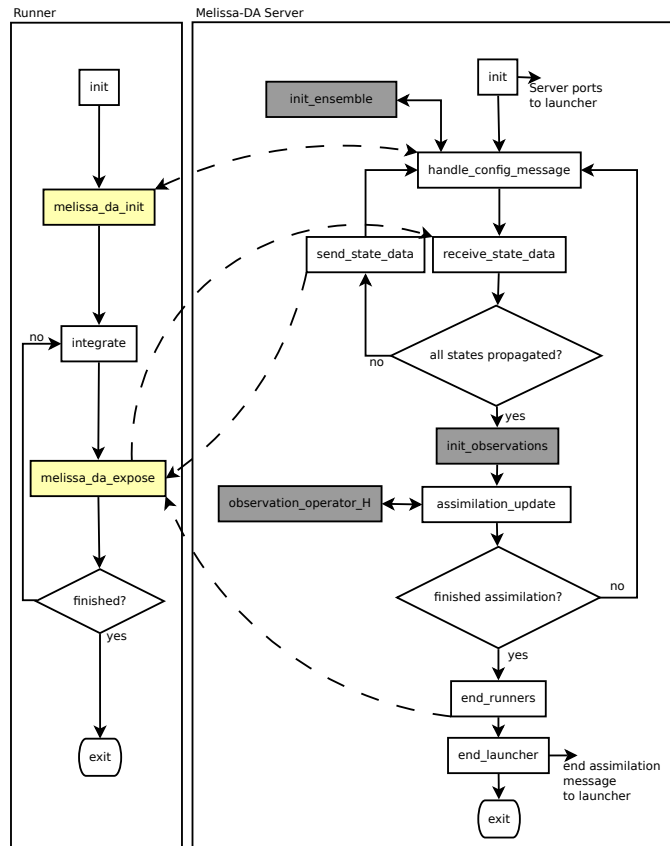 Runner
Melissa-DA Server
init
init
Server ports
to launcher
init_ensemble
handle_config_message
melissa_da_init
send_state_data
receive_state_data
no
integrate
all states propagated?
no
yes
init_observations
melissa_da_expose
observation_operator_H
assimilation_update
finished?
finished assimilation?
no
yes
yes
end_runners
exit
end_launcher
end assimilation
message
to launcher
exit